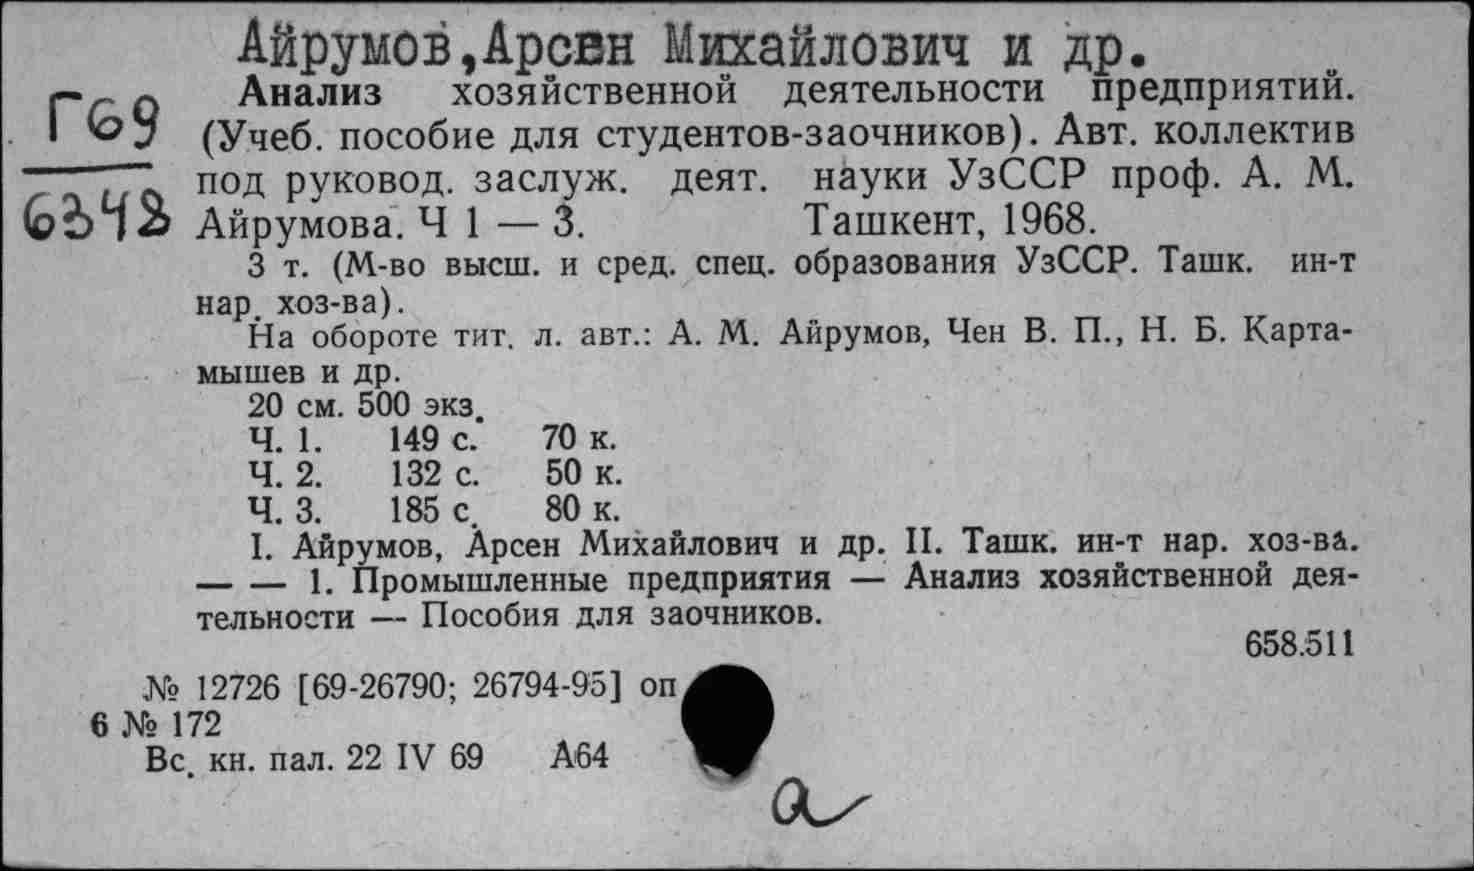 Айрумов, Арсен Михайлович и др.
Анализ хозяйственной деятельности предприятий.
Г69
(Учеб. пособие для студентов-заочников). Авт. коллектив
под руковод. заслуж. деят. науки УзССР проф. А. М.
Айрумова. Ч 1 — 3. Ташкент, 1968.
3 т. (М-во высш. и сред. спец. образования УзССР. Ташк. ин-т
нар. хоз-ва).
На обороте тит. л. авт.: А. М. Айрумов, Чен В. П., Н. Б. Карта-
мышев и др.
20 см. 500 экз.
Ч. 1. 149 с. 70 к.
Ч. 2. 132 с. 50 к.
Ч. 3. 185 с. 80 к.
I. Айрумов, Арсен Михайлович и др. II. Ташк. ин-т нар. хоз-ва.
— — 1. Промышленные предприятия — Анализ хозяйственной дея-
тельности — Пособия для заочников.
658.511
№ 12726 [69-26790; 26794-95] оп
6 № 172
Вс. кн. пал. 22 IV 69 А64